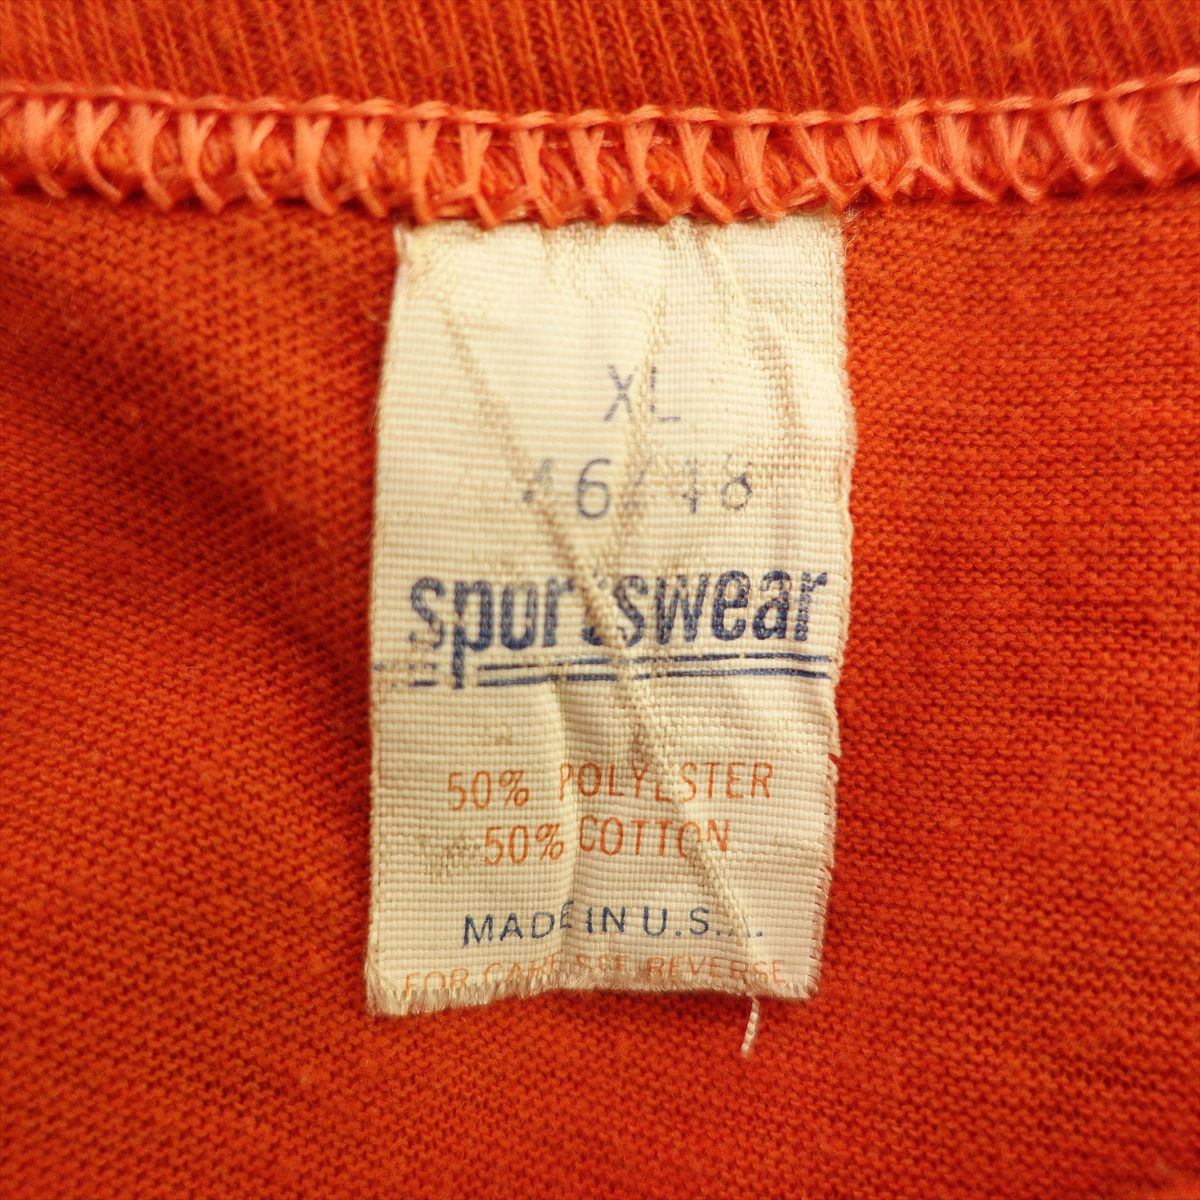 XL
46/48
sportswear
50% POLYESTER
50% COTTON
MADE IN U.S.A.
FOR CARE SEE REVERSE